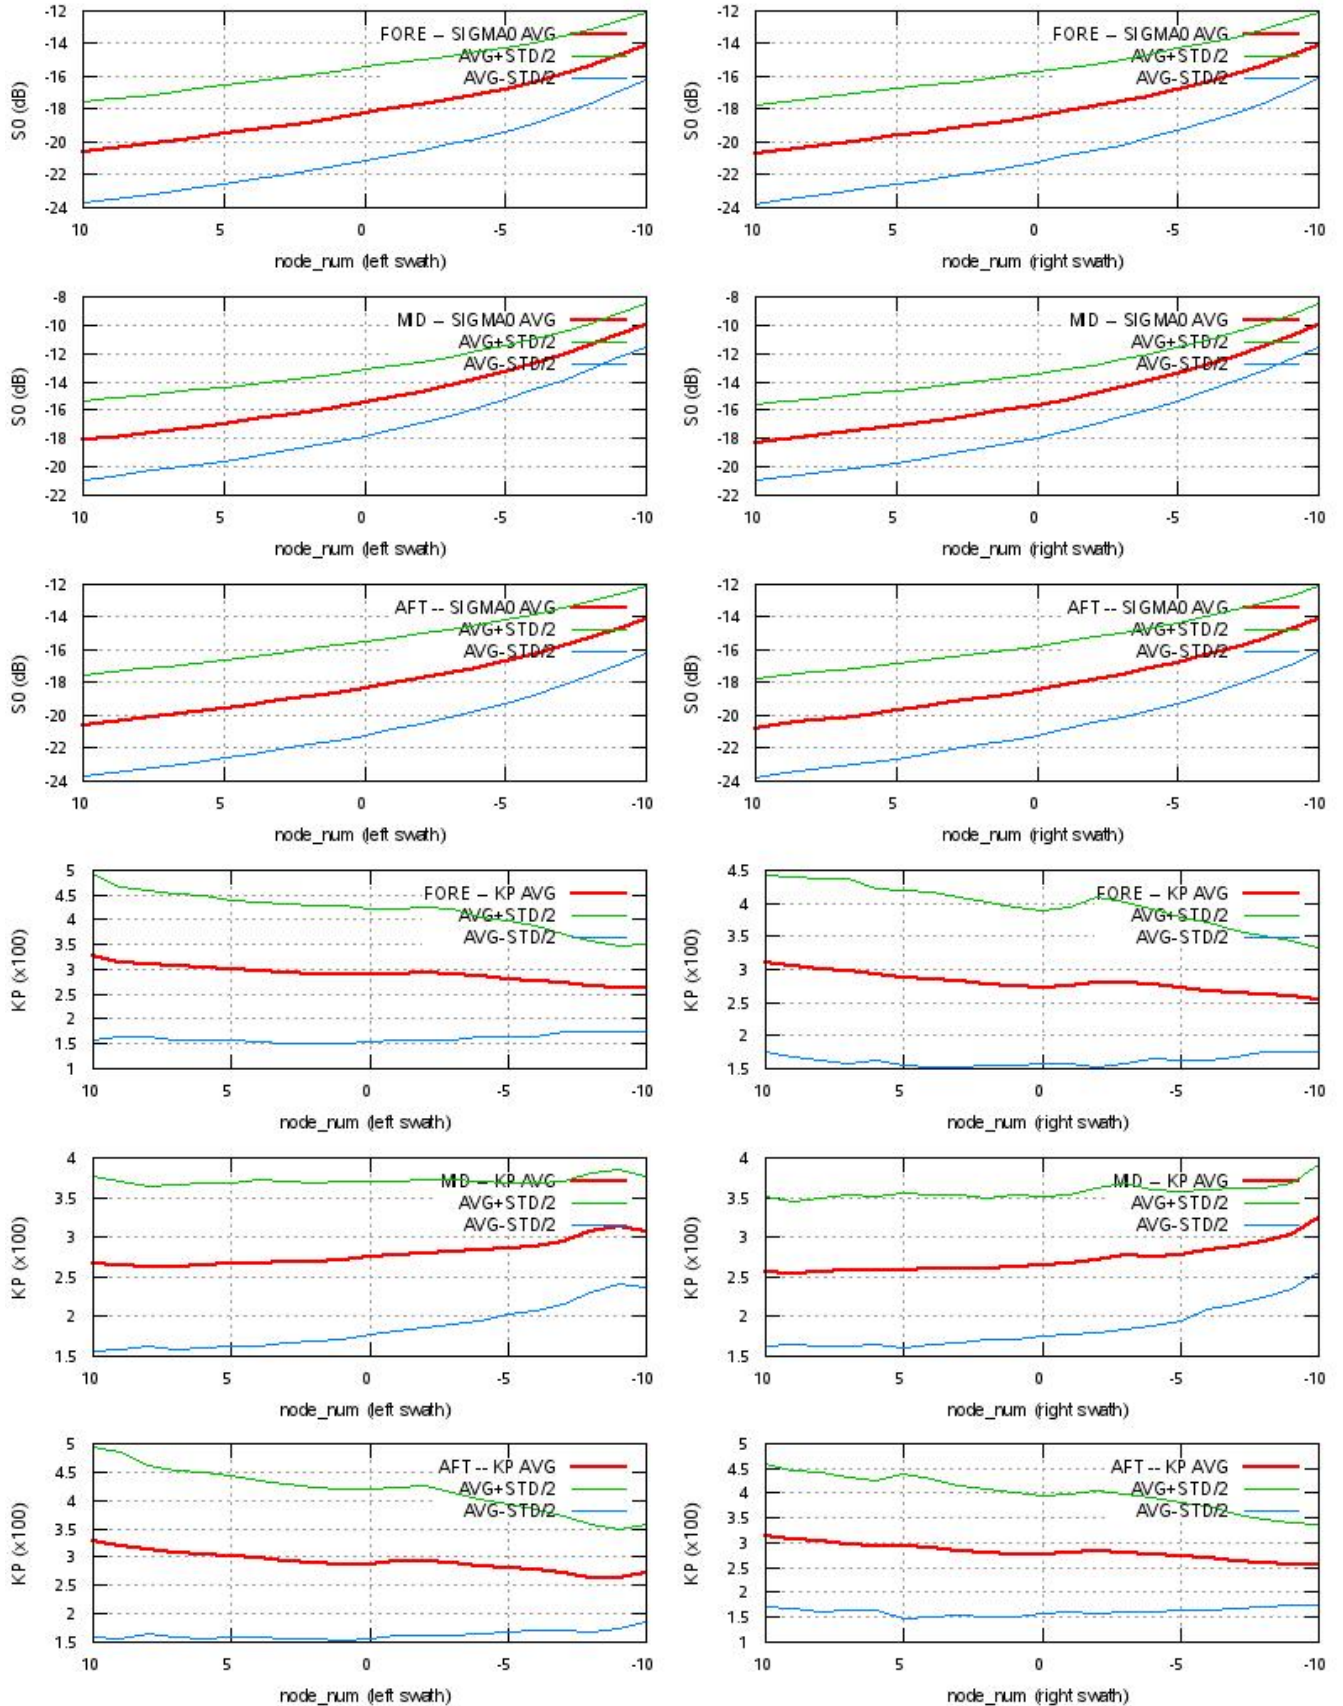 -12
-14
-16
-18
-20
-22
-24
S0 (dB)
FORE -- SIGMA0 AVG
AVG+STD/2
AVG-STD/2
10 5 0 -5 -10
node_num (left swath)
-12
-14
-16
-18
-20
-22
-24
S0 (dB)
FORE -- SIGMA0 AVG
AVG+STD/2
AVG-STD/2
10 5 0 -5 -10
node_num (right swath)
-8
-10
-12
-14
-16
-18
-20
-22
S0 (dB)
MID -- SIGMA0 AVG
AVG+STD/2
AVG-STD/2
10 5 0 -5 -10
node_num (left swath)
-8
-10
-12
-14
-16
-18
-20
-22
S0 (dB)
MID -- SIGMA0 AVG
AVG+STD/2
AVG-STD/2
10 5 0 -5 -10
node_num (right swath)
-12
-14
-16
-18
-20
-22
-24
S0 (dB)
AFT -- SIGMA0 AVG
AVG+STD/2
AVG-STD/2
10 5 0 -5 -10
node_num (left swath)
-12
-14
-16
-18
-20
-22
-24
S0 (dB)
AFT -- SIGMA0 AVG
AVG+STD/2
AVG-STD/2
10 5 0 -5 -10
node_num (right swath)
5
4.5
4
3.5
3
2.5
2
1.5
1
KP (x100)
FORE -- KP AVG
AVG+STD/2
AVG-STD/2
10 5 0 -5 -10
node_num (left swath)
4.5
4
3.5
3
2.5
2
1.5
KP (x100)
FORE -- KP AVG
AVG+STD/2
AVG-STD/2
10 5 0 -5 -10
node_num (right swath)
4
3.5
3
2.5
2
1.5
KP (x100)
MID -- KP AVG
AVG+STD/2
AVG-STD/2
10 5 0 -5 -10
node_num (left swath)
4
3.5
3
2.5
2
1.5
KP (x100)
MID -- KP AVG
AVG+STD/2
AVG-STD/2
10 5 0 -5 -10
node_num (right swath)
5
4.5
4
3.5
3
2.5
2
1.5
KP (x100)
AFT -- KP AVG
AVG+STD/2
AVG-STD/2
10 5 0 -5 -10
node_num (left swath)
5
4.5
4
3.5
3
2.5
2
1.5
1
KP (x100)
AFT -- KP AVG
AVG+STD/2
AVG-STD/2
10 5 0 -5 -10
node_num (right swath)